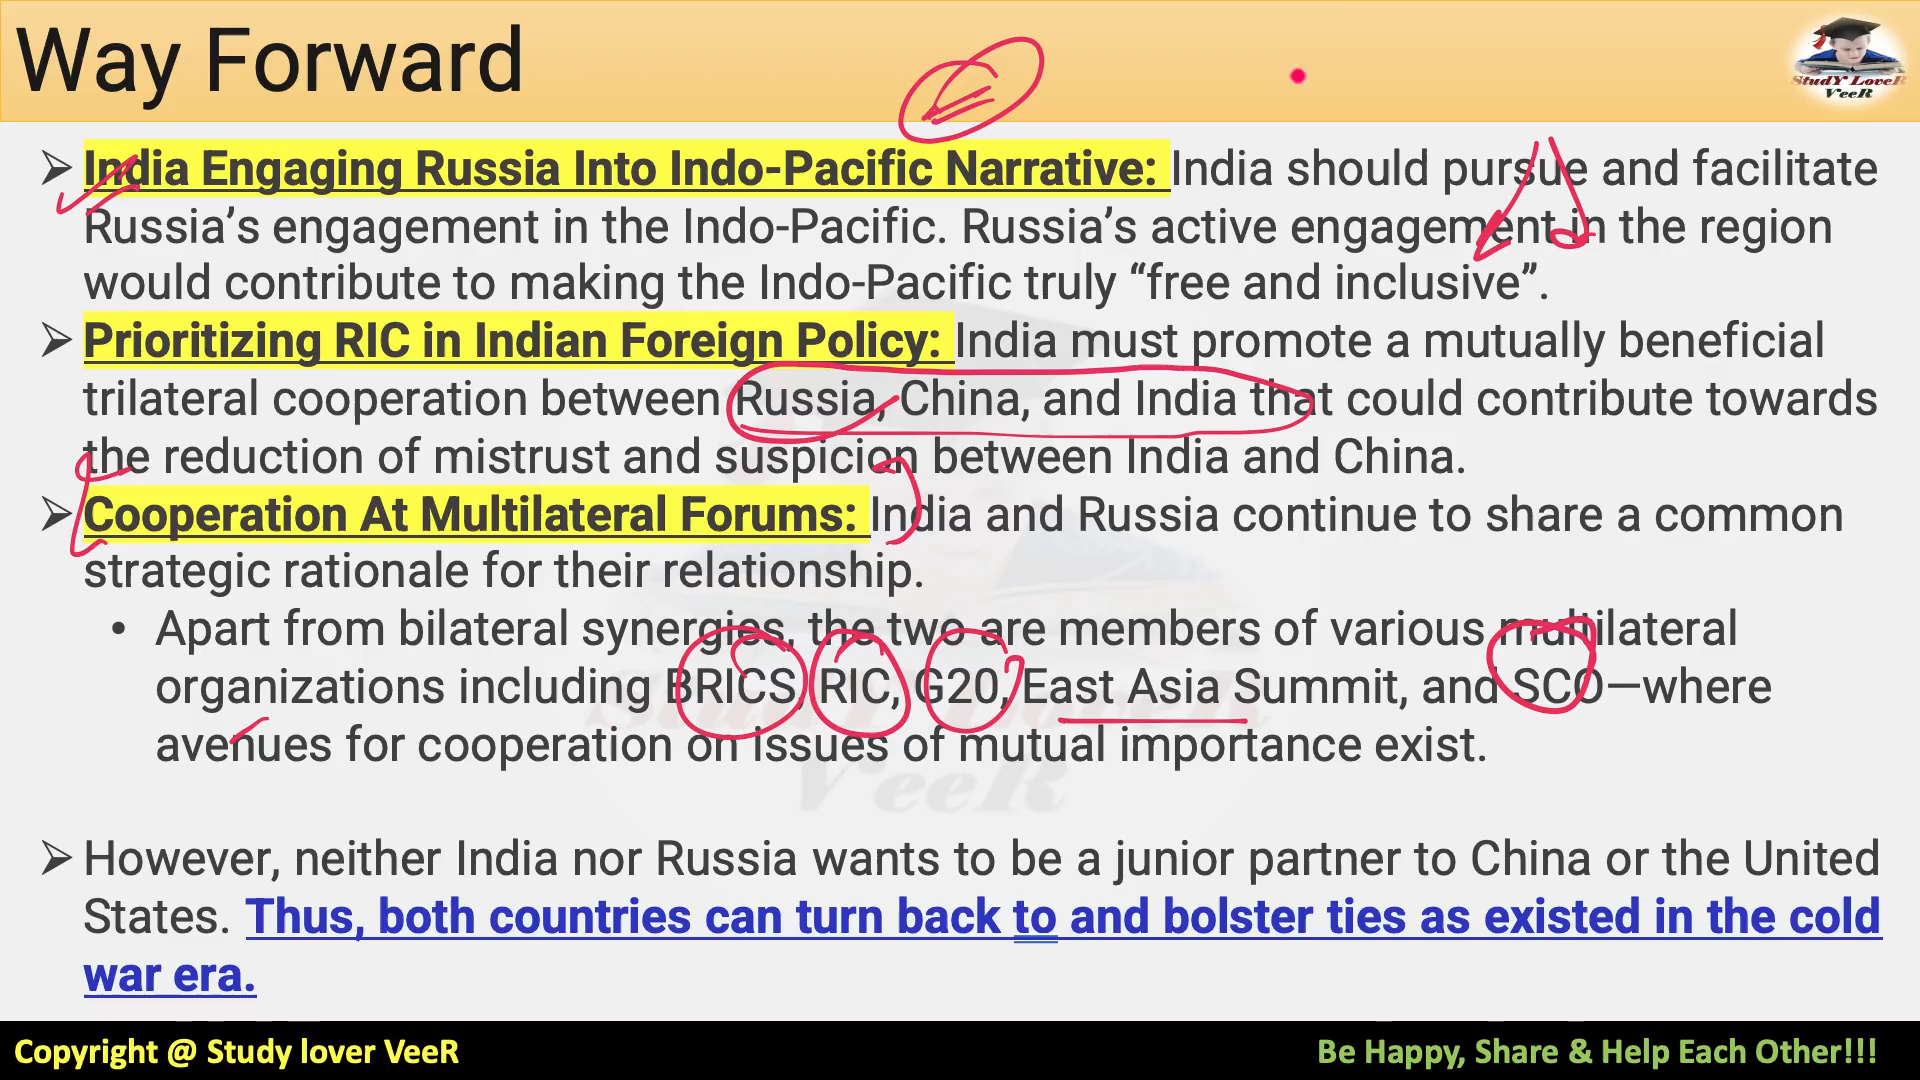 Way Forward
StudY LoveR
VeeR
➢ India Engaging Russia Into Indo-Pacific Narrative: India should pursue and facilitate
Russia’s engagement in the Indo-Pacific. Russia’s active engagement in the region
would contribute to making the Indo-Pacific truly “free and inclusive”.
➢ Prioritizing RIC in Indian Foreign Policy: India must promote a mutually beneficial
trilateral cooperation between Russia, China, and India that could contribute towards
the reduction of mistrust and suspicion between India and China.
➢ Cooperation At Multilateral Forums: India and Russia continue to share a common
strategic rationale for their relationship.
• Apart from bilateral synergies, the two are members of various multilateral
organizations including BRICS, RIC, G20, East Asia Summit, and SCO—where
avenues for cooperation on issues of mutual importance exist.
StudY LoveR
VeeR
➢ However, neither India nor Russia wants to be a junior partner to China or the United
States. Thus, both countries can turn back to and bolster ties as existed in the cold
war era.
Copyright @ Study lover VeeR
Be Happy, Share & Help Each Other!!!